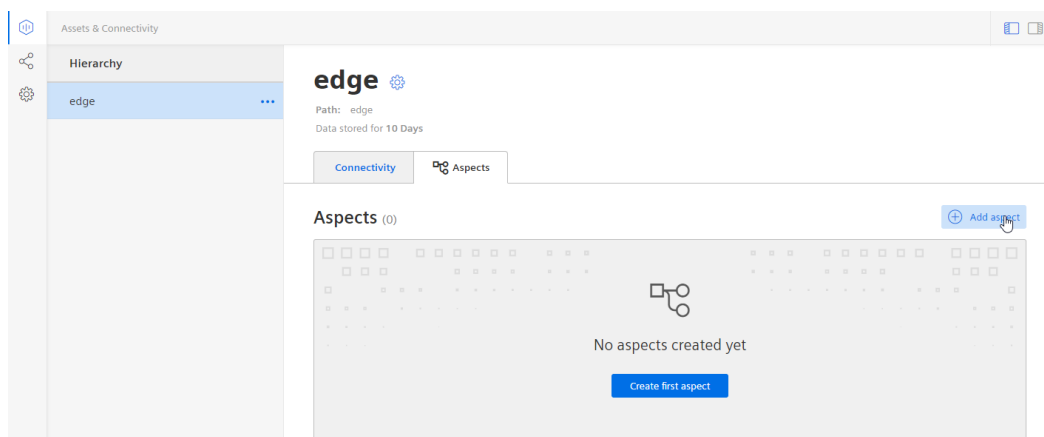 Assets & Connectivity
Hierarchy
edge
edge
Path: edge
Data stored for 10 Days
Connectivity
Aspects
Aspects (0)
Add aspect
No aspects created yet
Create first aspect